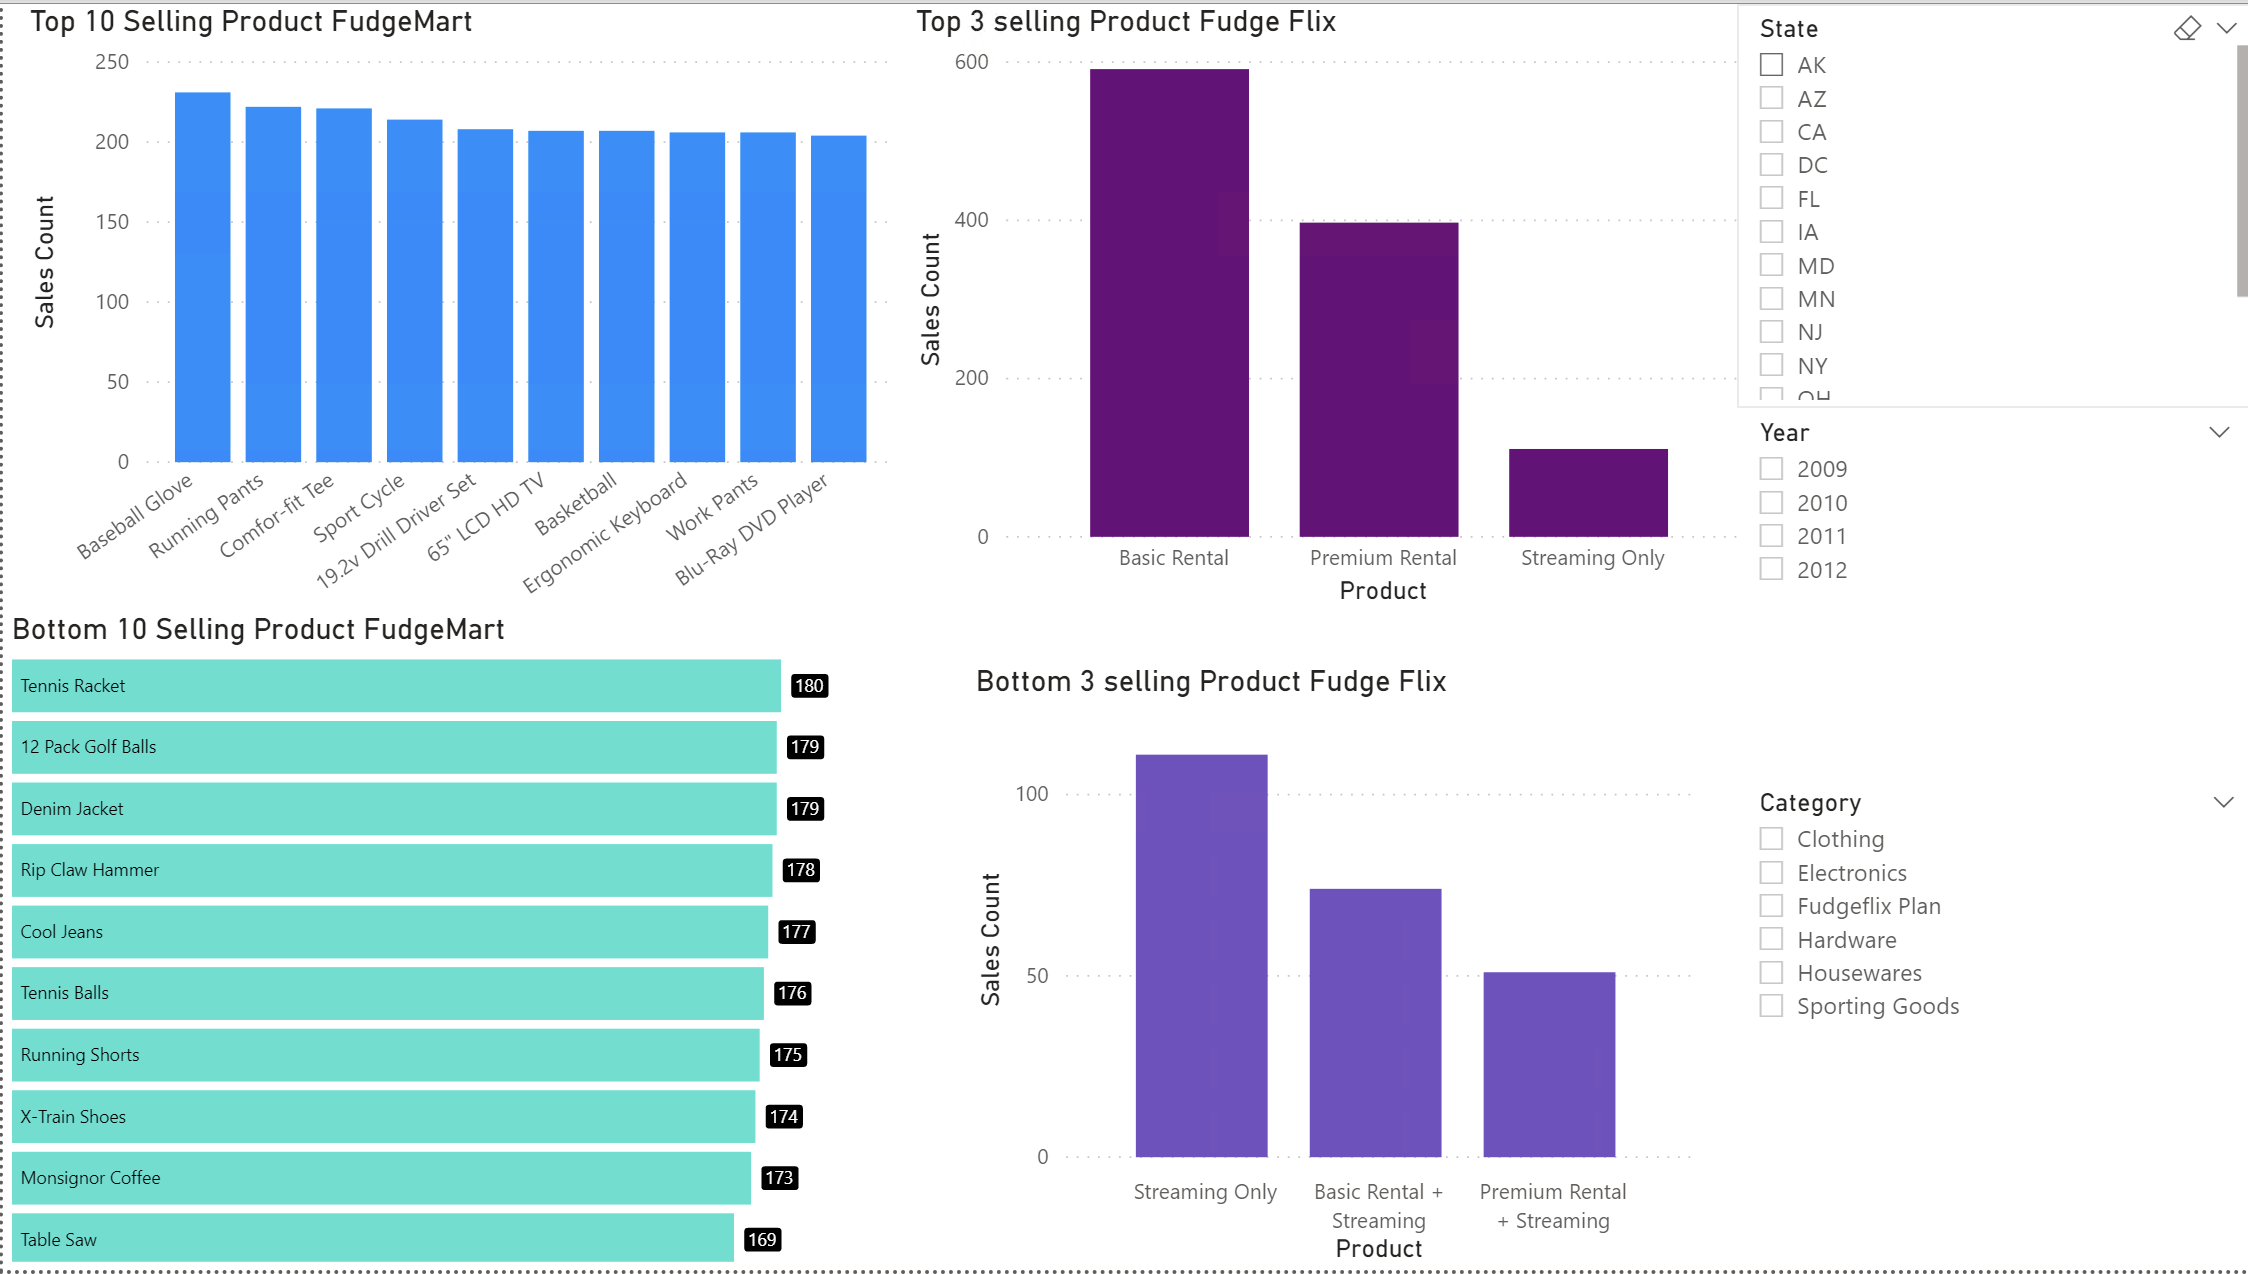 Top 10 Selling Product FudgeMart
250
200
150
100
50
0
Sales Count
Baseball Glove
Running Pants
Comfor-fit Tee
Sport Cycle
19.2v Drill Driver Set
65" LCD HD TV
Basketball
Ergonomic Keyboard
Work Pants
Blu-Ray DVD Player
Top 3 selling Product Fudge Flix
600
400
200
0
Sales Count
Basic Rental
Premium Rental
Streaming Only
Product
State
AK
AZ
CA
DC
FL
IA
MD
MN
NJ
NY
OH
Year
2009
2010
2011
2012
Bottom 10 Selling Product FudgeMart
Tennis Racket 180
12 Pack Golf Balls 179
Denim Jacket 179
Rip Claw Hammer 178
Cool Jeans 177
Tennis Balls 176
Running Shorts 175
X-Train Shoes 174
Monsignor Coffee 173
Table Saw 169
Bottom 3 selling Product Fudge Flix
100
50
0
Sales Count
Streaming Only
Basic Rental +
Streaming
Premium Rental
+ Streaming
Product
Category
Clothing
Electronics
Fudgeflix Plan
Hardware
Housewares
Sporting Goods